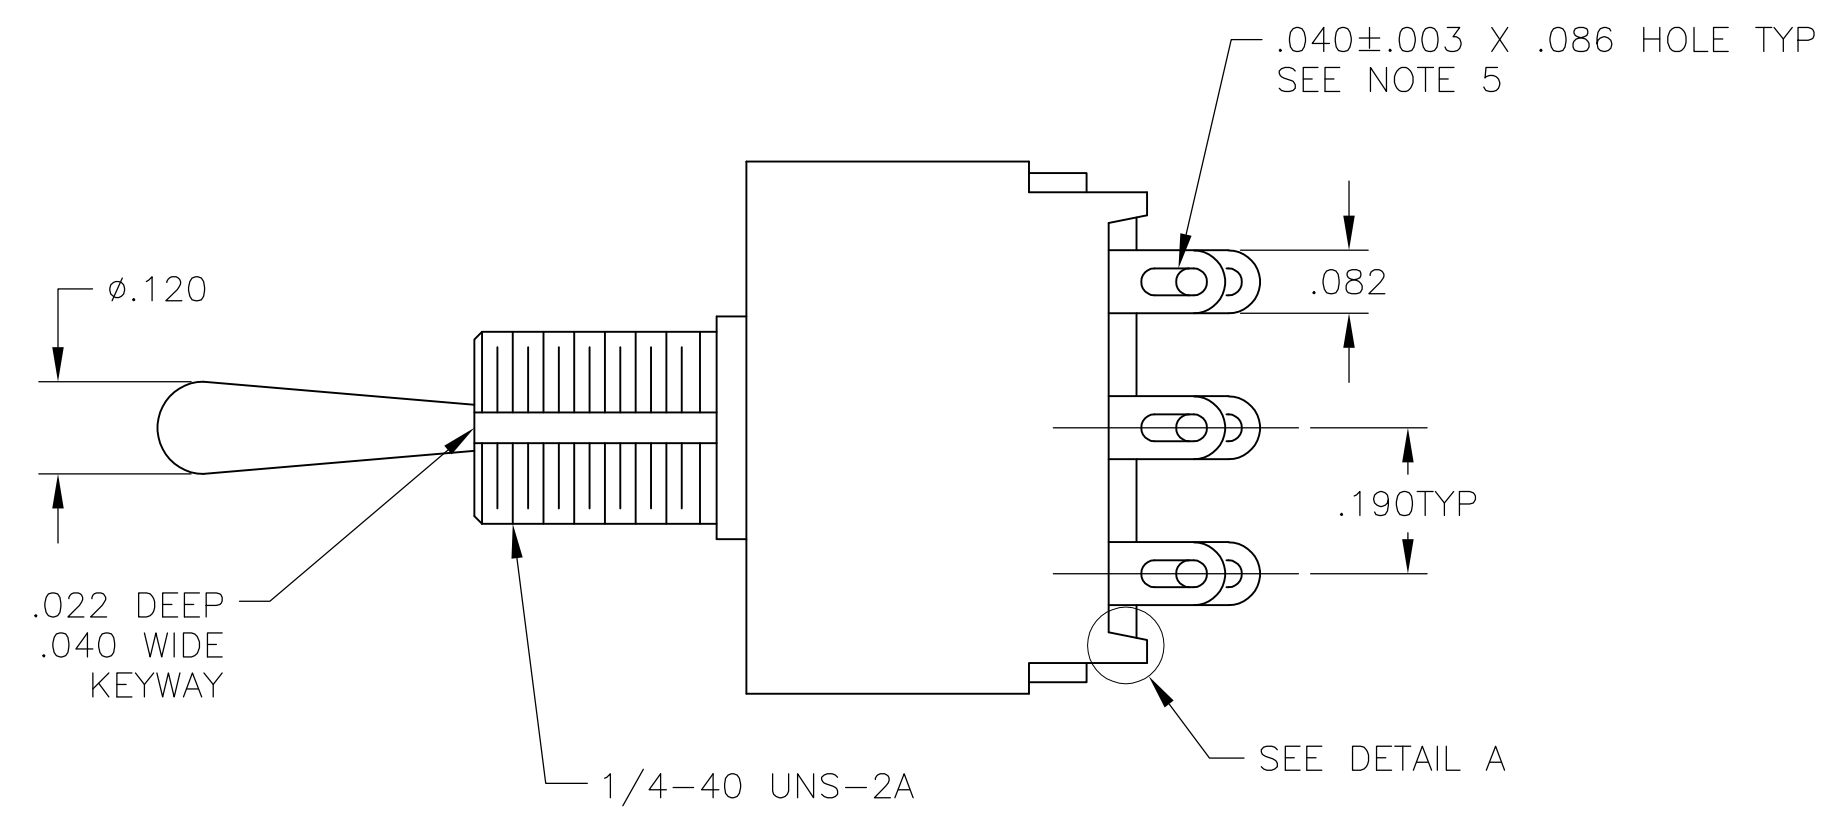 .040±.003 X .086 HOLE TYP
SEE NOTE 5
ø.120
.082
.190TYP
.022 DEEP
.040 WIDE
KEYWAY
SEE DETAIL A
1/4-40 UNS-2A